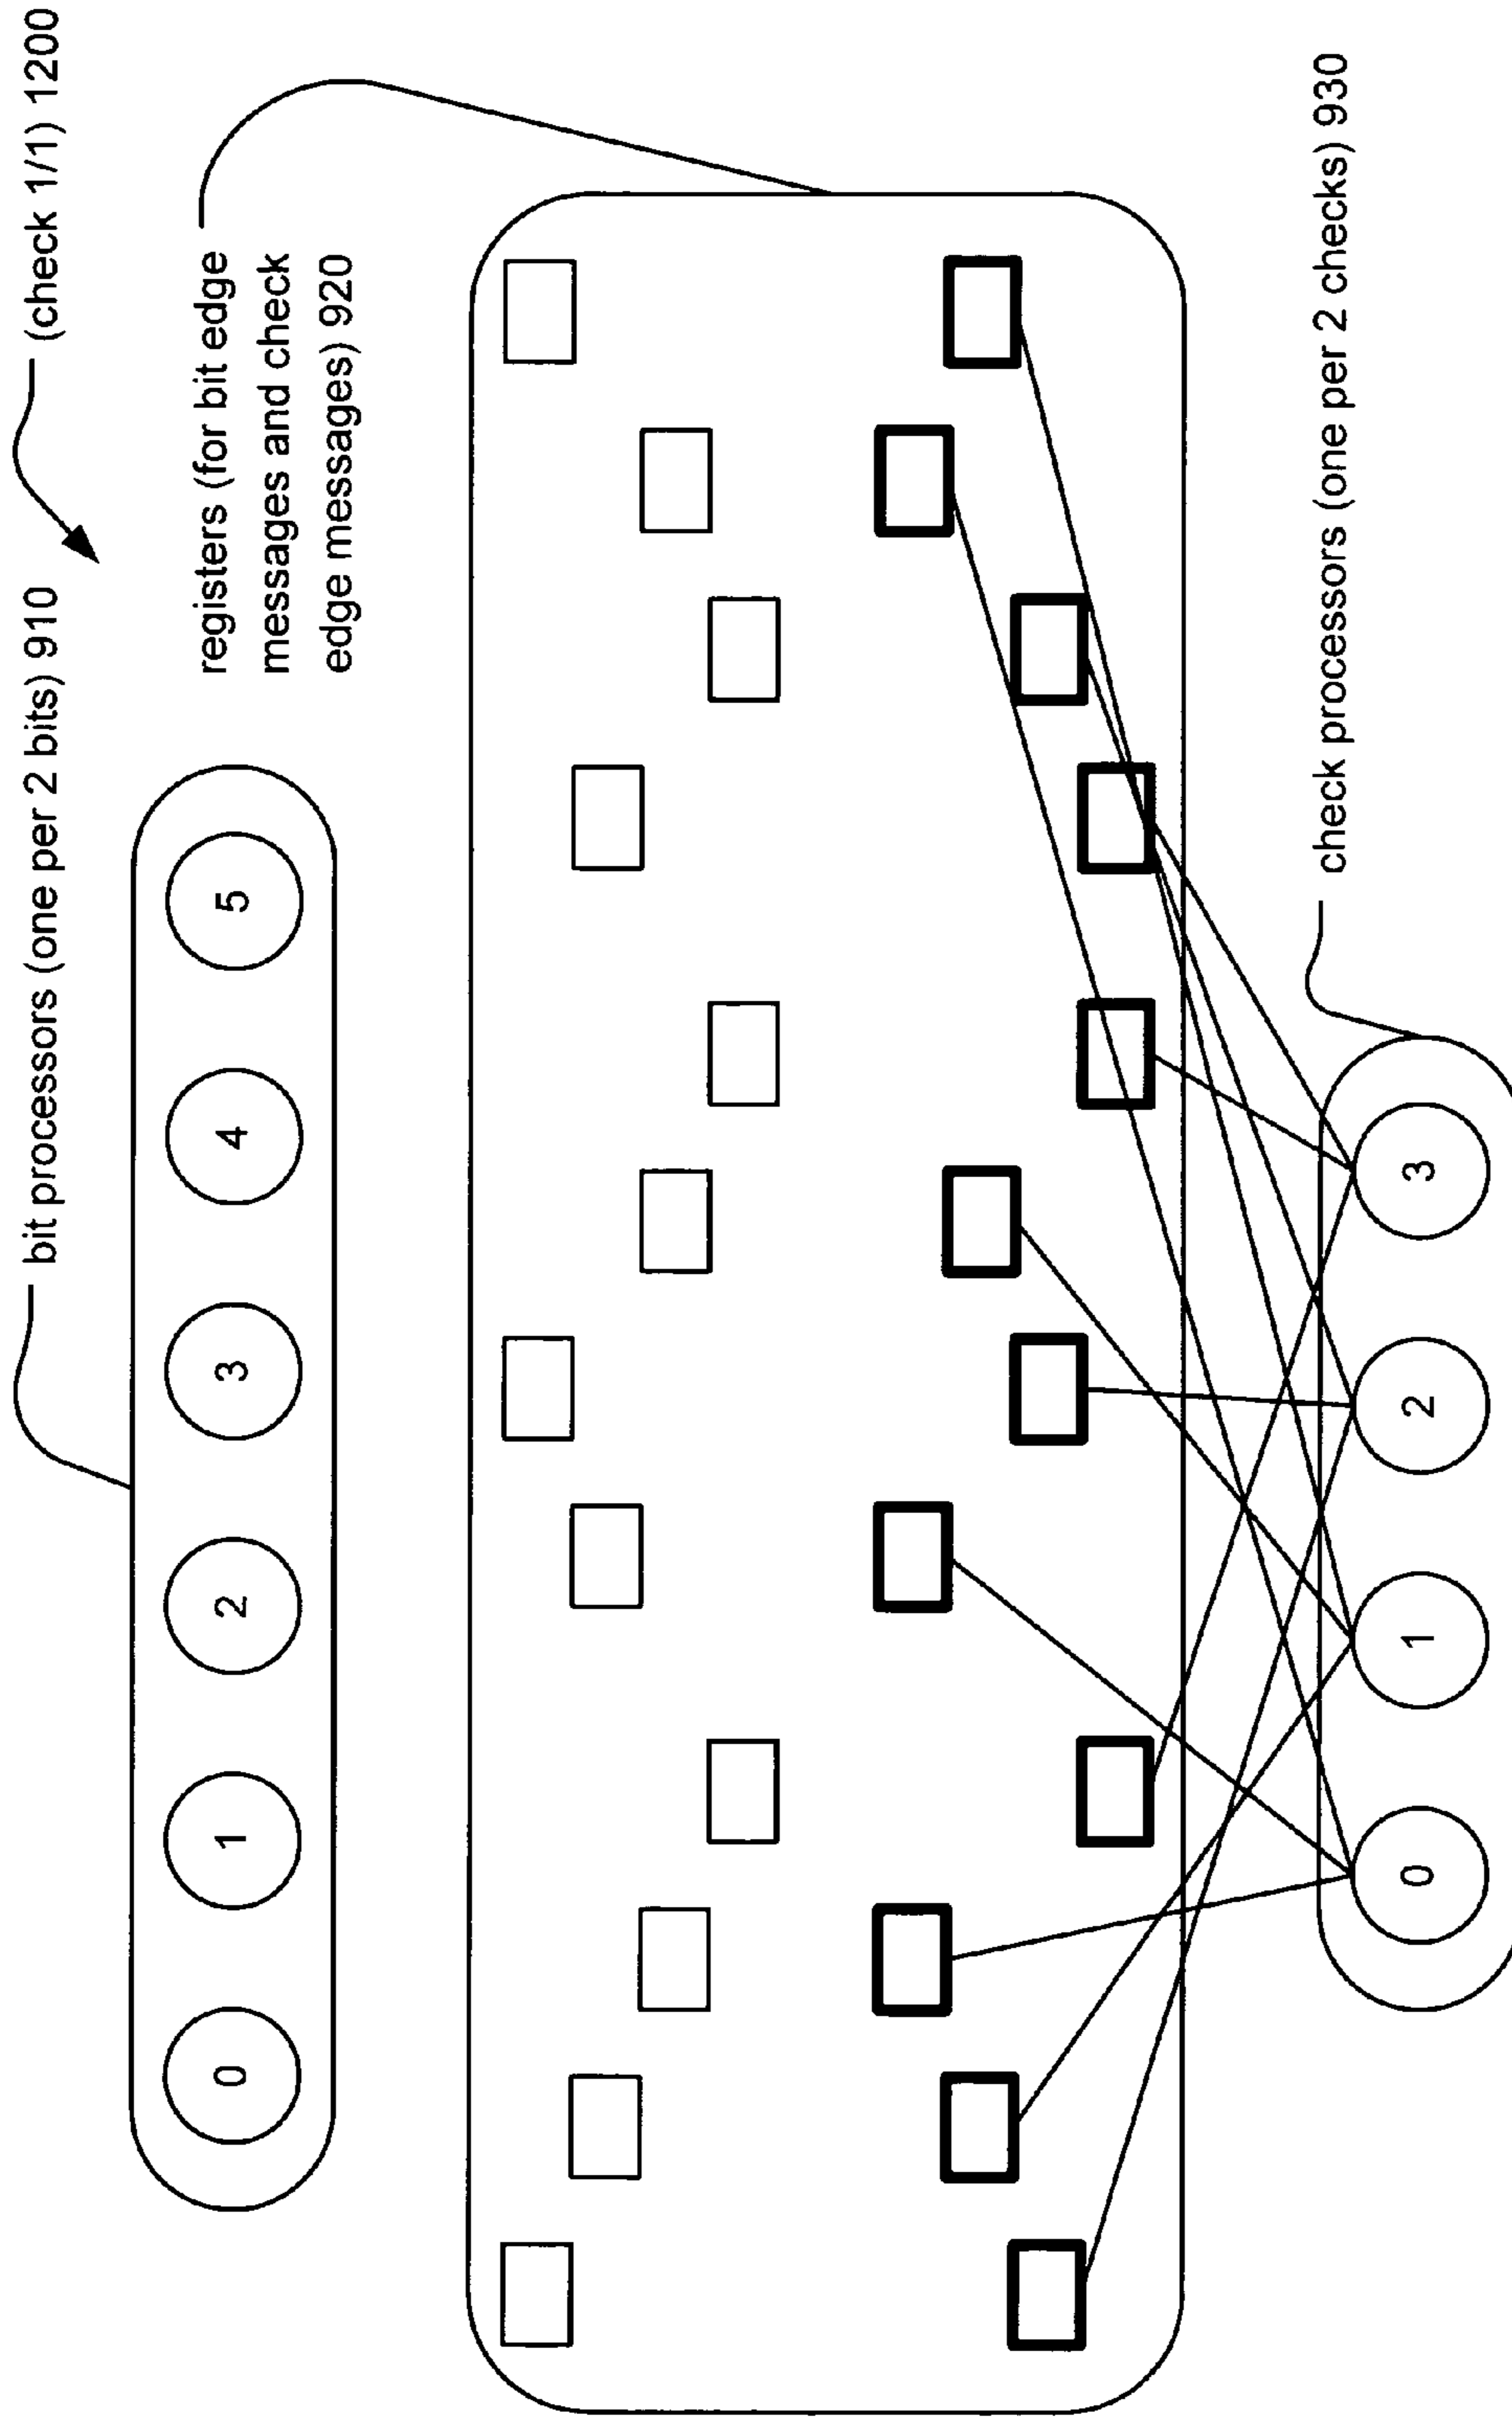 bit processors (one per 2 bits) 910
(check 1/1) 1200
registers (for bit edge
messages and check
edge messages) 920
0 1 2 3 4 5
check processors (one per 2 checks) 930
0 1 2 3